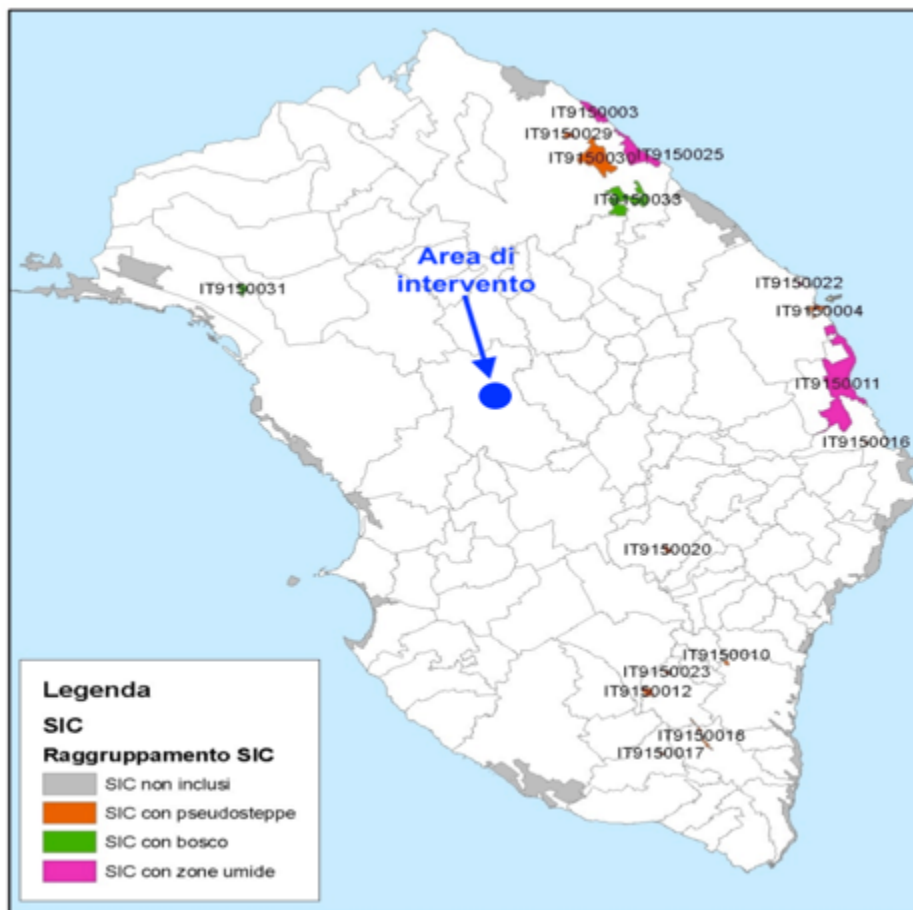 IT9150003
IT9150029
IT9150030
IT9150025
IT9150033
Area di
intervento
IT9150031
IT9150022
IT9150004
IT9150011
IT9150016
IT9150020
IT9150010
IT9150023
IT9150012
IT9150018
IT9150017
Legenda
SIC
Raggruppamento SIC
SIC non inclusi
SIC con pseudosteppe
SIC con bosco
SIC con zone umide